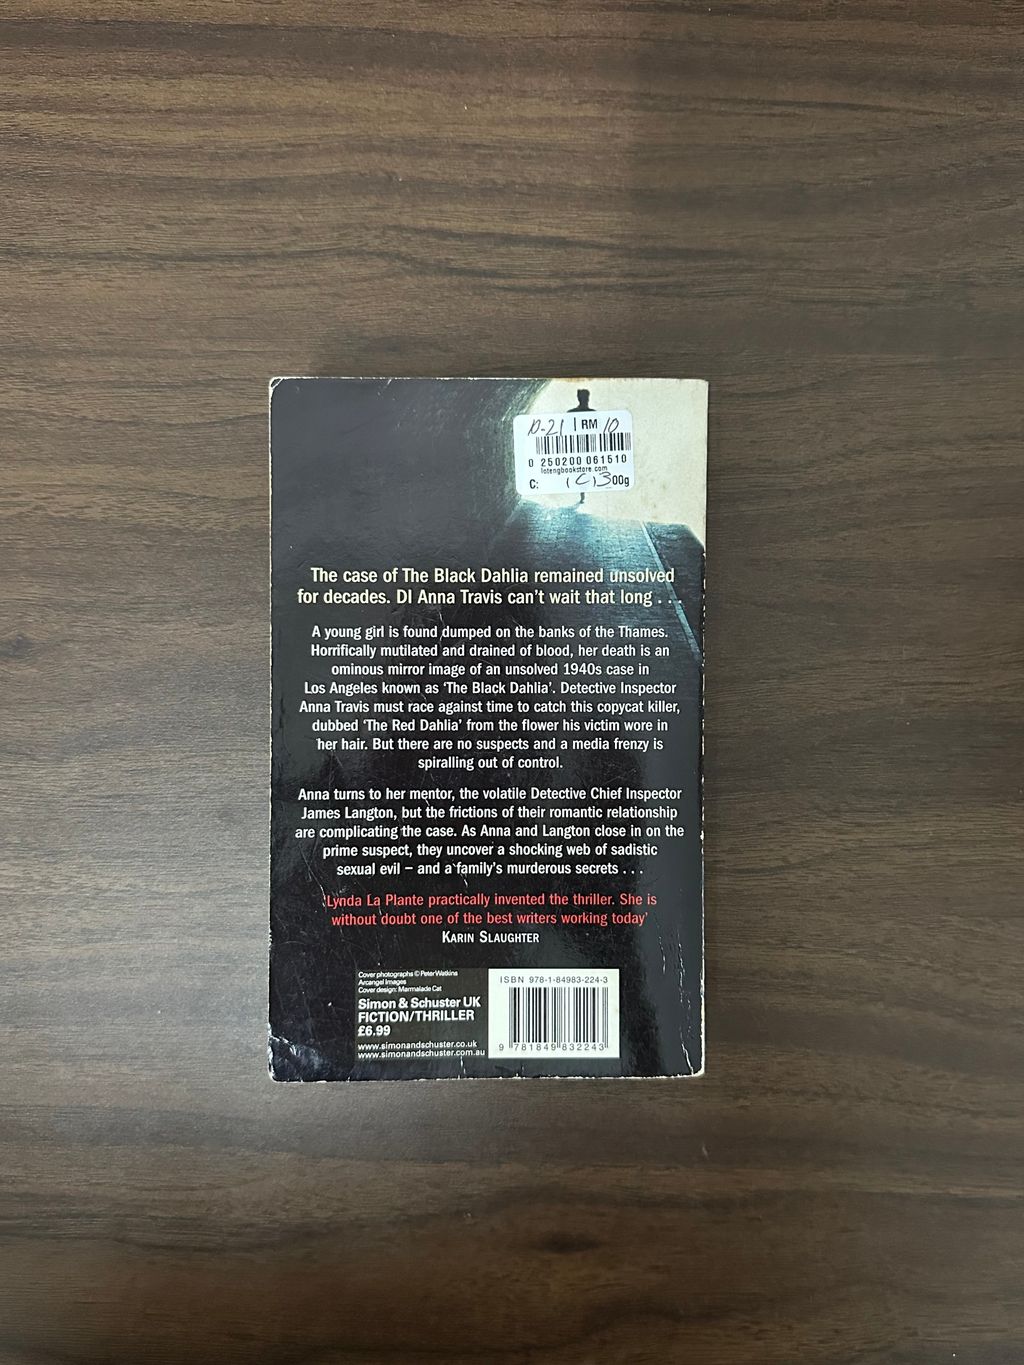 10-21 | RM 10
0 250200 061510
lotengbookstore.com
C: (C) 300g
The case of The Black Dahlia remained unsolved
for decades. DI Anna Travis can't wait that long . . .
A young girl is found dumped on the banks of the Thames.
Horrifically mutilated and drained of blood, her death is an
ominous mirror image of an unsolved 1940s case in
Los Angeles known as 'The Black Dahlia'. Detective Inspector
Anna Travis must race against time to catch this copycat killer,
dubbed 'The Red Dahlia' from the flower his victim wore in
her hair. But there are no suspects and a media frenzy is
spiralling out of control.
Anna turns to her mentor, the volatile Detective Chief Inspector
James Langton, but the frictions of their romantic relationship
are complicating the case. As Anna and Langton close in on the
prime suspect, they uncover a shocking web of sadistic
sexual evil – and a family's murderous secrets . . .
'Lynda La Plante practically invented the thriller. She is
without doubt one of the best writers working today'
KARIN SLAUGHTER
Cover photographs © Peter Watkins
Arcangel Images
Cover design: Marmalade Cat
Simon & Schuster UK
FICTION/THRILLER
£6.99
www.simonandschuster.co.uk
www.simonandschuster.com.au
ISBN 978-1-84983-224-3
9 781849 832243